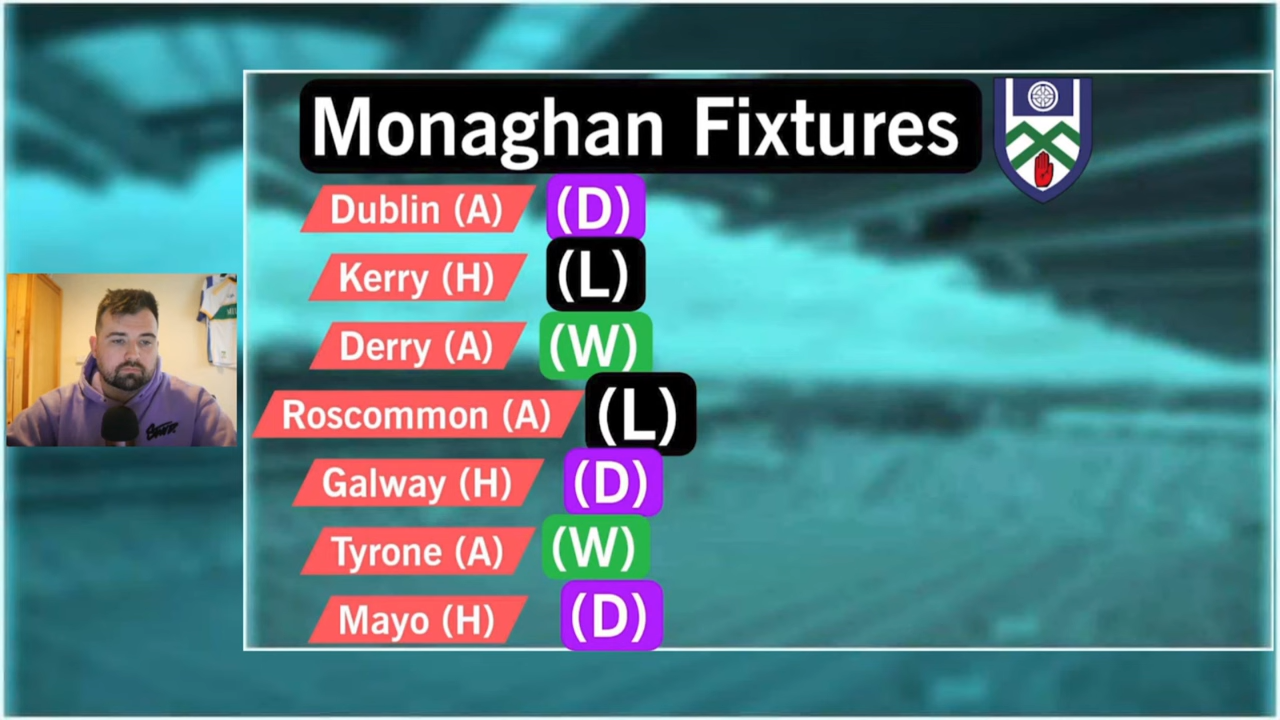 Monaghan Fixtures
Dublin (A) (D)
Kerry (H) (L)
Derry (A) (W)
Roscommon (A) (L)
Galway (H) (D)
Tyrone (A) (W)
Mayo (H) (D)